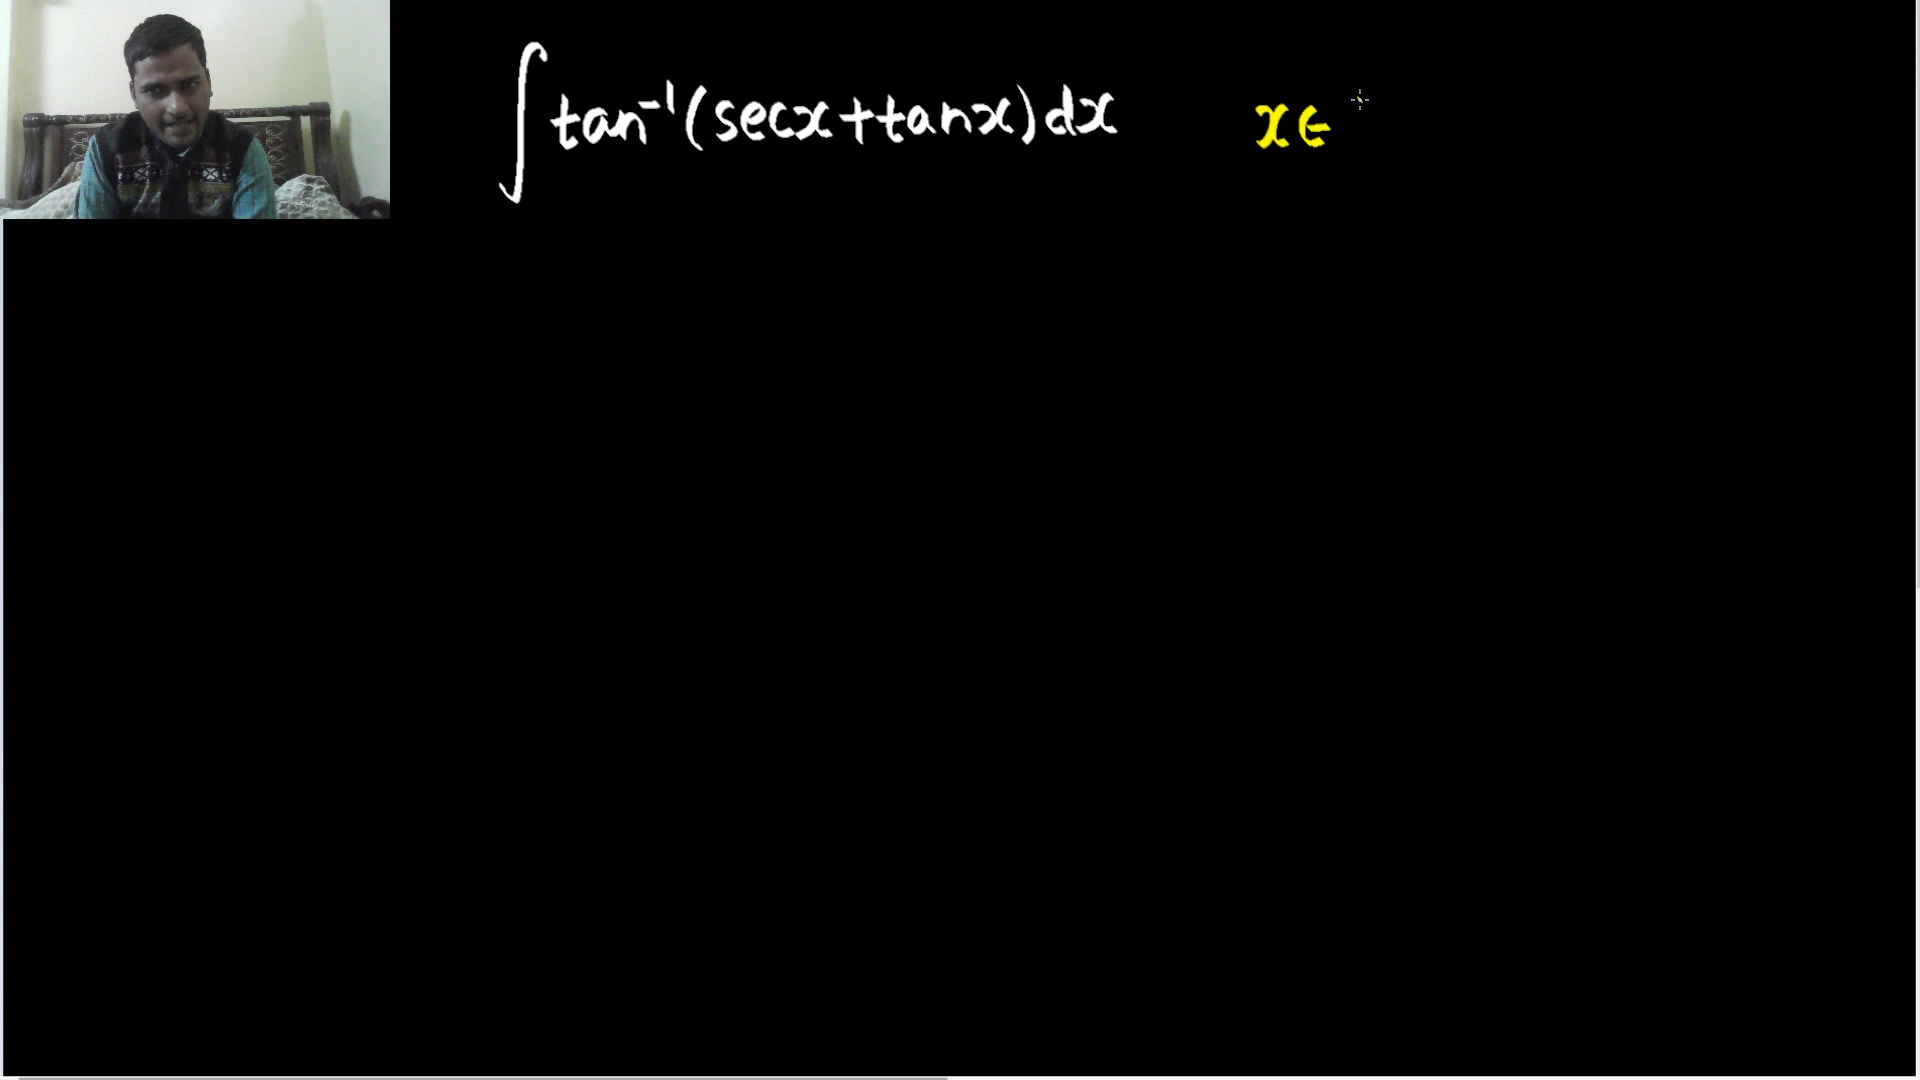 ∫ tan⁻¹(secx+tanx)dx x∈